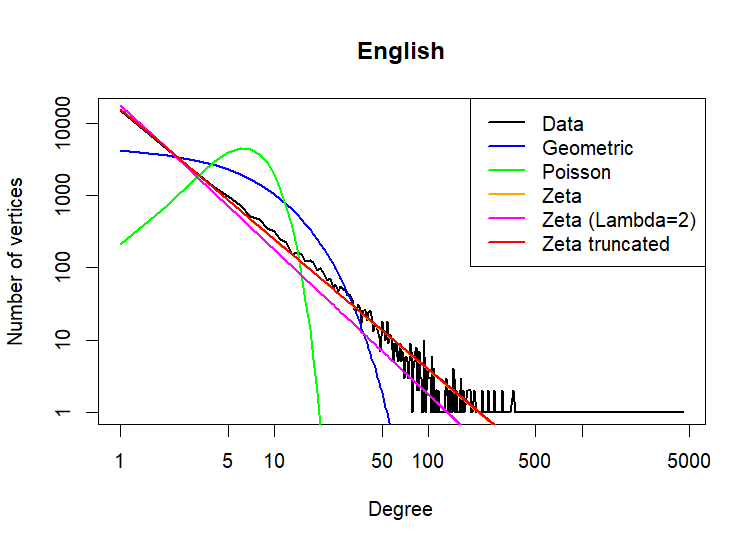 English
Number of vertices
10000
1000
100
10
1
Data
Geometric
Poisson
Zeta
Zeta (Lambda=2)
Zeta truncated
1 5 10 50 100 500 5000
Degree